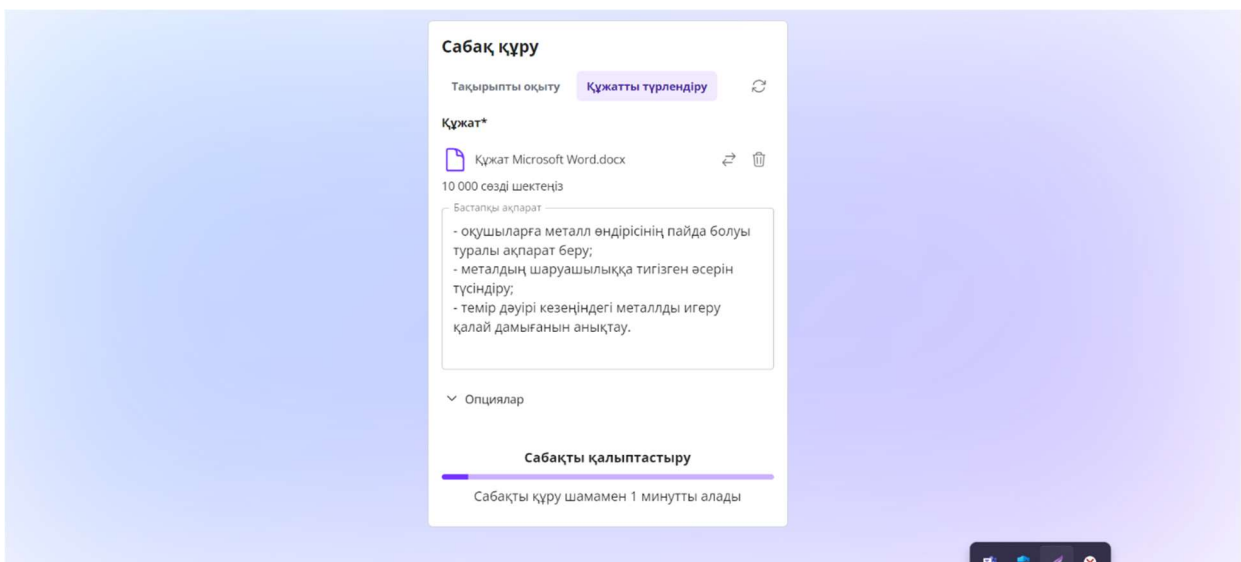 Сабақ құру
Тақырыпты оқыту Құжатты түрлендіру
Құжат*
Құжат Microsoft Word.docx
10 000 сөзді шектеңіз
Бастапқы ақпарат
- оқушыларға металл өндірісінің пайда болуы
туралы ақпарат беру;
- металдың шаруашылыққа тигізген әсерін
түсіндіру;
- темір дәуірі кезеңіндегі металлды игеру
қалай дамығанын анықтау.
Опциялар
Сабақты қалыптастыру
Сабақты құру шамамен 1 минутты алады